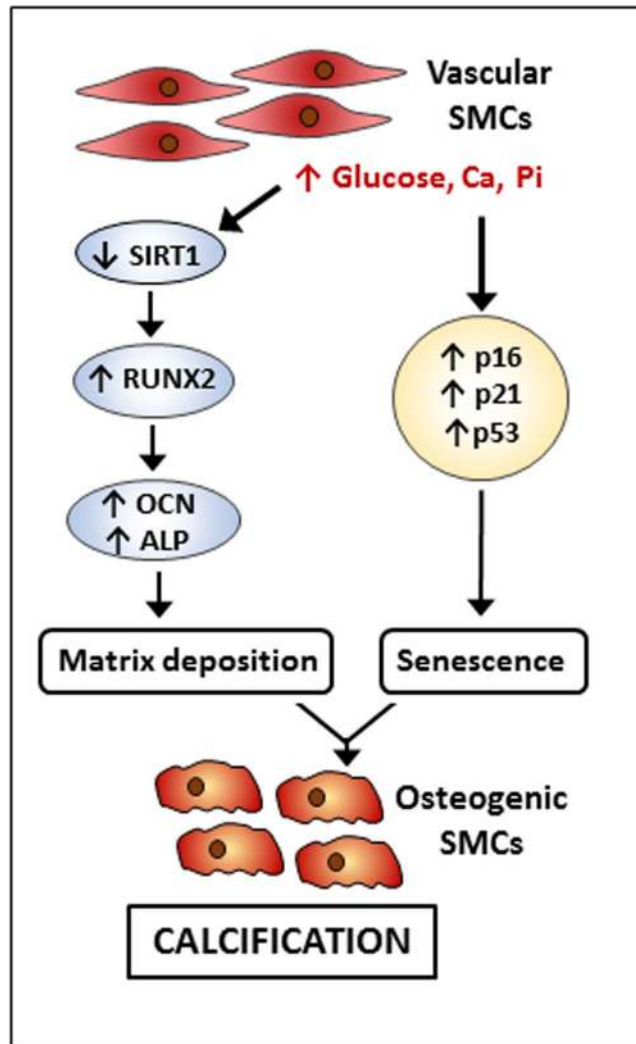 Vascular
SMCs
↑ Glucose, Ca, Pi
↓ SIRT1
↑ RUNX2
↑ OCN
↑ ALP
↑ p16
↑ p21
↑p53
Matrix deposition
Senescence
Osteogenic
SMCs
CALCIFICATION